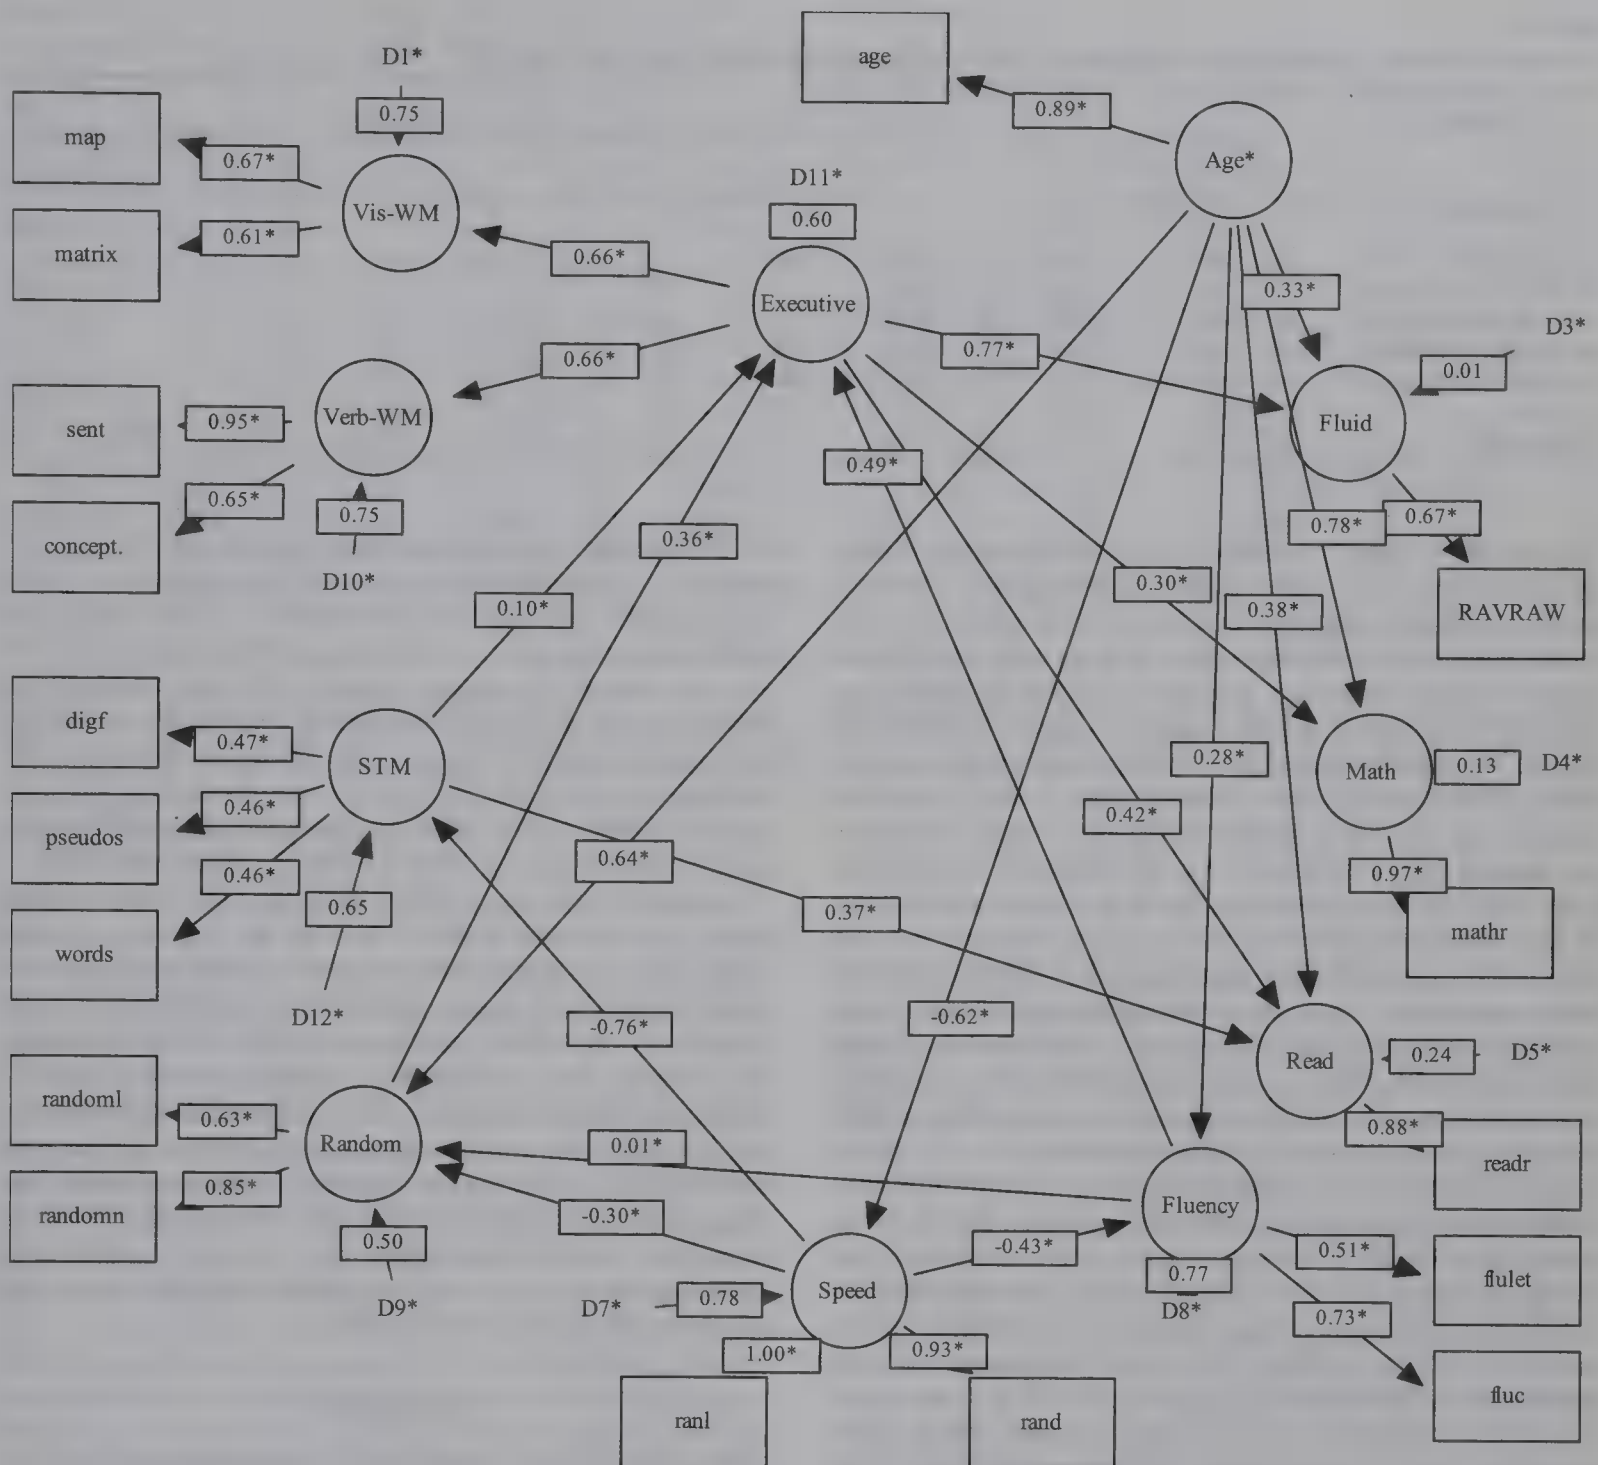 D1*
age
0.75
0.89*
map
0.67*
Age*
Vis-WM
D11*
0.60
matrix
0.61*
0.66*
Executive
0.33*
D3*
0.77*
0.01
0.66*
sent
0.95*
Verb-WM
Fluid
0.49*
0.65*
0.75
0.67*
0.78*
concept.
0.36*
D10*
0.30*
0.10*
0.38*
RAVRAW
digf
0.47*
STM
0.28*
Math
0.13
D4*
pseudos
0.46*
0.42*
0.64*
0.46*
0.97*
0.65
0.37*
words
mathr
D12*
-0.76*
-0.62*
Read
0.24
D5*
randoml
0.63*
0.88*
Random
0.01*
readr
randomn
0.85*
-0.30*
Fluency
0.50
-0.43*
0.51*
0.77
flulet
D9*
D7*
0.78
Speed
D8*
0.73*
1.00*
0.93*
fluc
ranl
rand